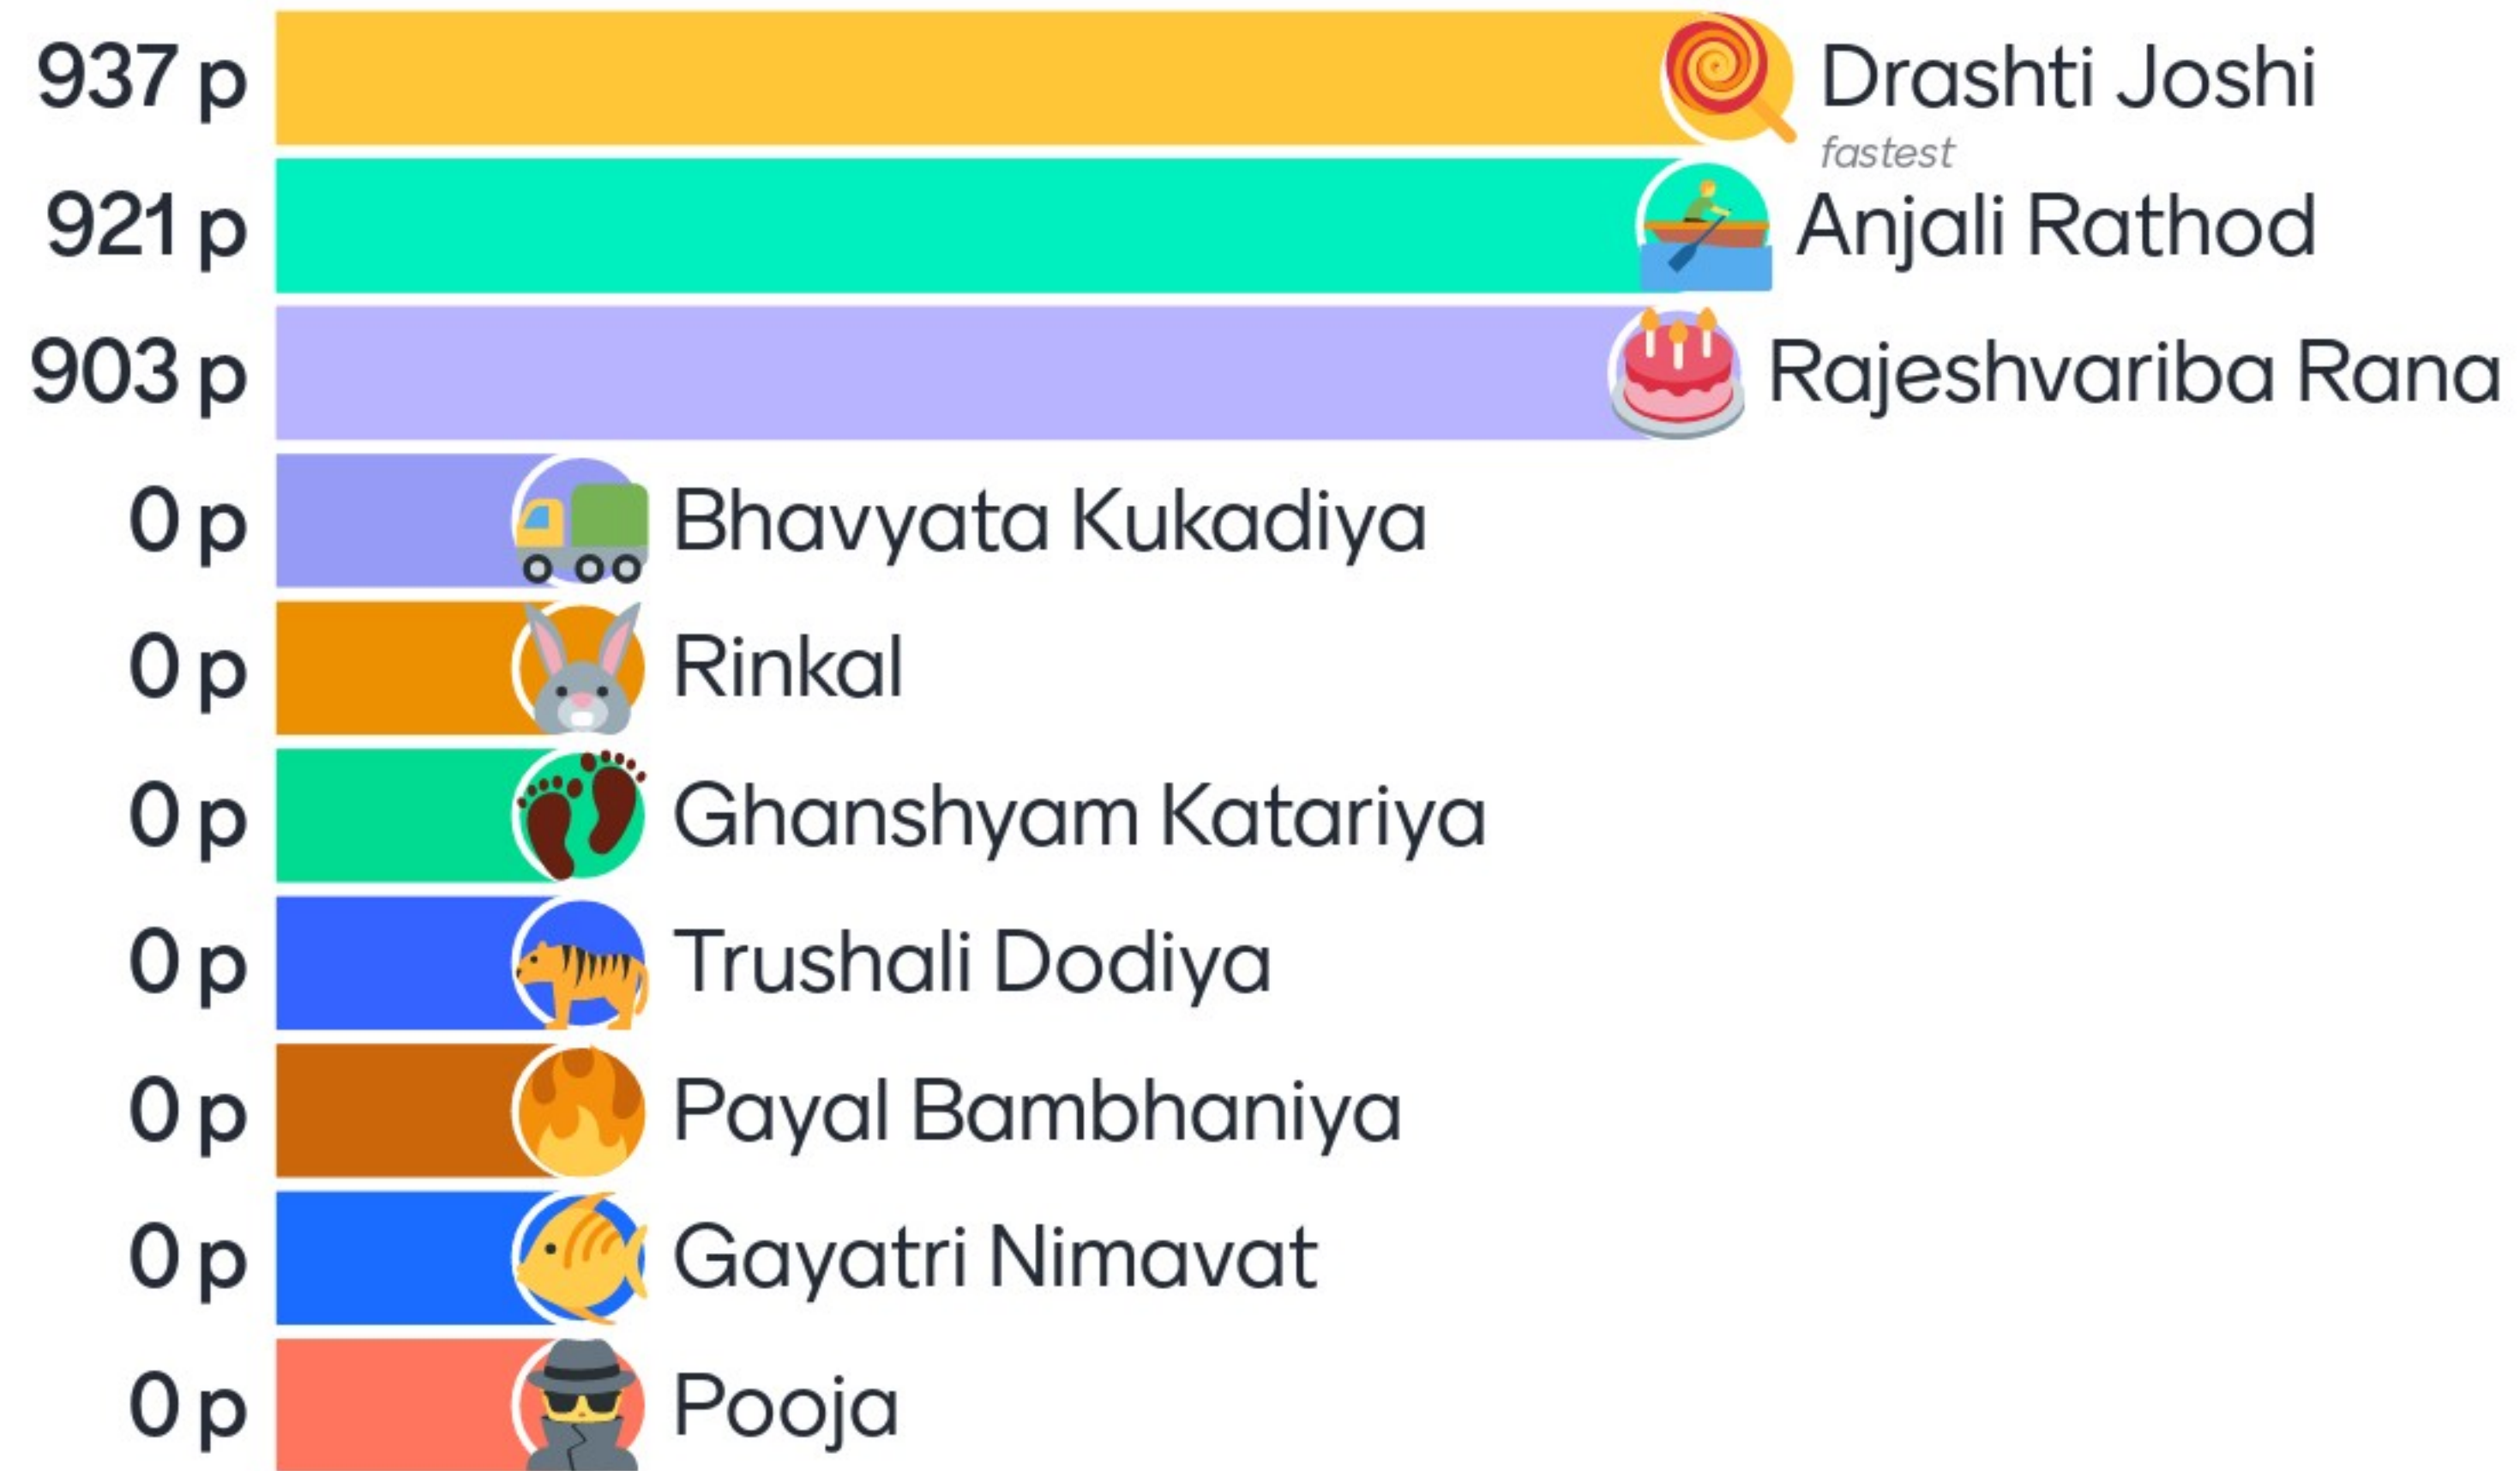 937 p Drashti Joshi
fastest
921 p Anjali Rathod
903 p Rajeshvariba Rana
0 p Bhavyata Kukadiya
0 p Rinkal
0 p Ghanshyam Katariya
0 p Trushali Dodiya
0 p Payal Bambhaniya
0 p Gayatri Nimavat
0 p Pooja